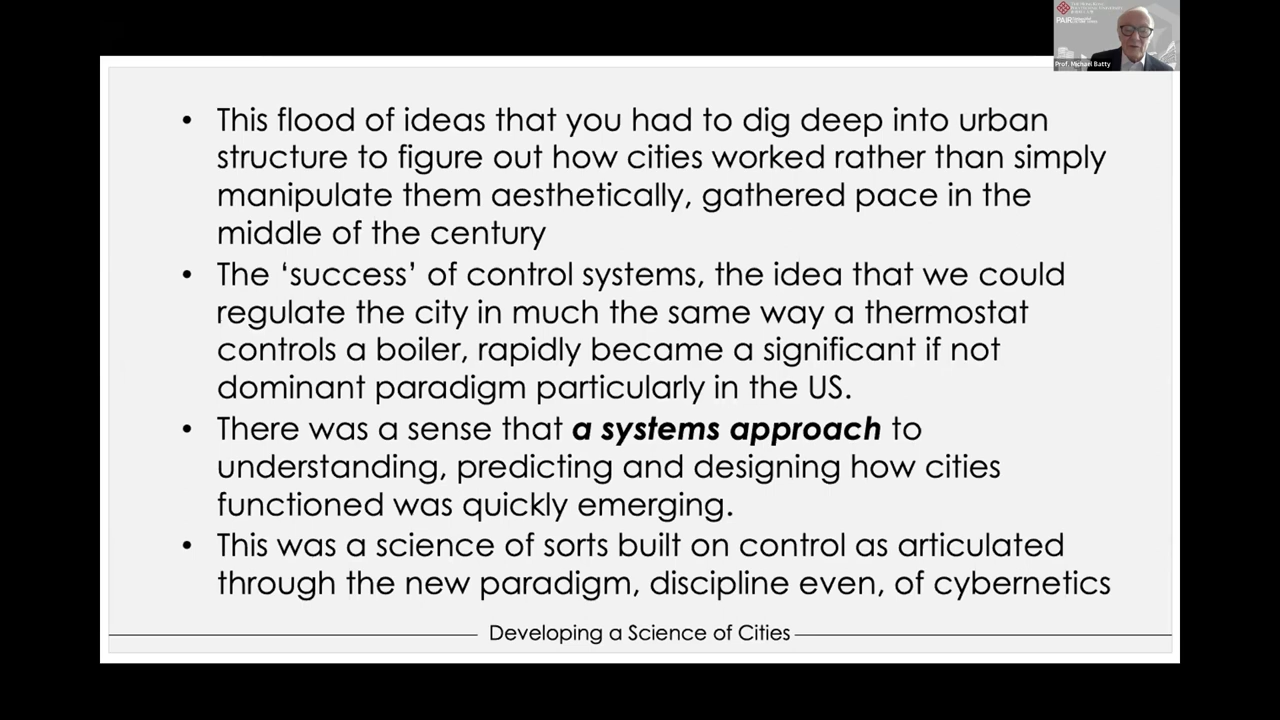 PAIR
Prof. Michael Batty
• This flood of ideas that you had to dig deep into urban
structure to figure out how cities worked rather than simply
manipulate them aesthetically, gathered pace in the
middle of the century
• The ‘success’ of control systems, the idea that we could
regulate the city in much the same way a thermostat
controls a boiler, rapidly became a significant if not
dominant paradigm particularly in the US.
• There was a sense that a systems approach to
understanding, predicting and designing how cities
functioned was quickly emerging.
• This was a science of sorts built on control as articulated
through the new paradigm, discipline even, of cybernetics
Developing a Science of Cities